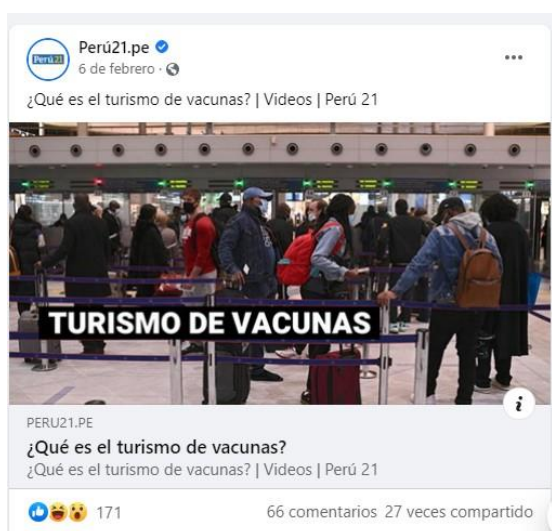 Perú21.pe
Perú21
6 de febrero ·
¿Qué es el turismo de vacunas? | Videos | Perú 21
TURISMO DE VACUNAS
PERU21.PE
¿Qué es el turismo de vacunas?
¿Qué es el turismo de vacunas? | Videos | Perú 21
171
66 comentarios 27 veces compartido